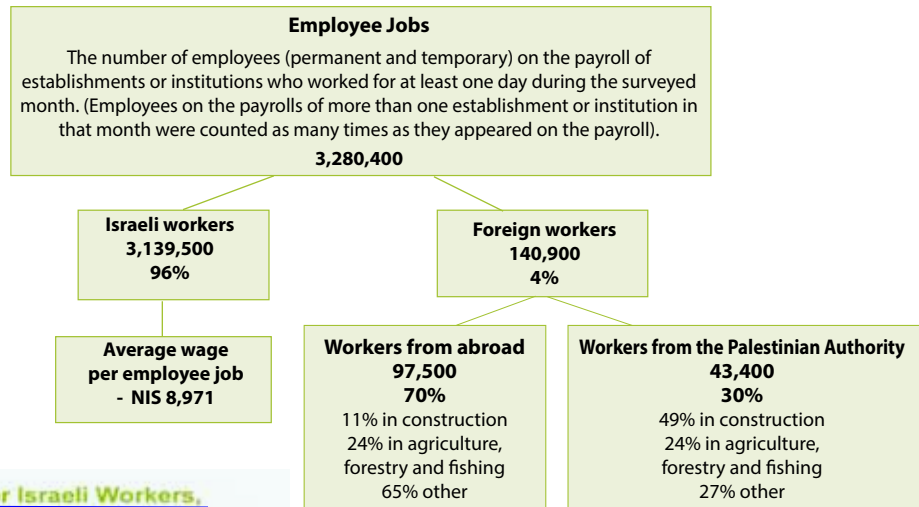 Employee Jobs
The number of employees (permanent and temporary) on the payroll of
establishments or institutions who worked for at least one day during the surveyed
month. (Employees on the payrolls of more than one establishment or institution in
that month were counted as many times as they appeared on the payroll).
3,280,400
Israeli workers
3,139,500
96%
Foreign workers
140,900
4%
Average wage
per employee job
- NIS 8,971
Workers from abroad
97,500
70%
11% in construction
24% in agriculture,
forestry and fishing
65% other
Workers from the Palestinian Authority
43,400
30%
49% in construction
24% in agriculture,
forestry and fishing
27% other
r Israeli Workers,